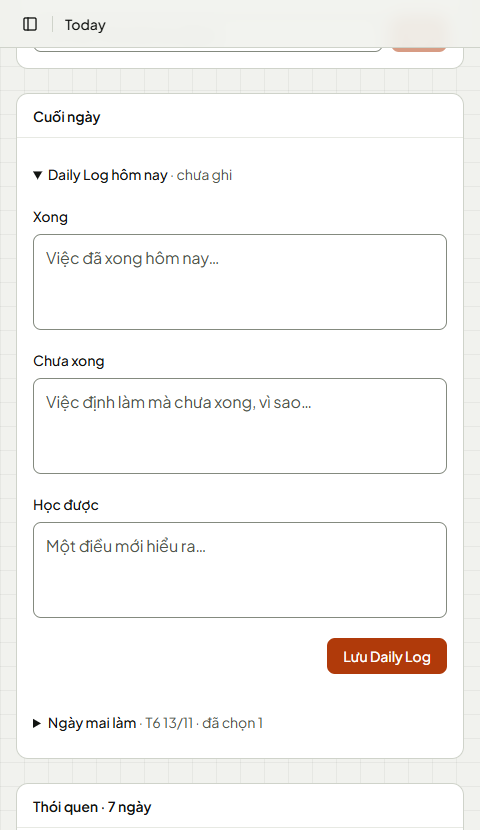 Today
Cuối ngày
▼ Daily Log hôm nay · chưa ghi
Xong
Việc đã xong hôm nay…
Chưa xong
Việc định làm mà chưa xong, vì sao…
Học được
Một điều mới hiểu ra…
Lưu Daily Log
▶ Ngày mai làm · T6 13/11 · đã chọn 1
Thói quen · 7 ngày